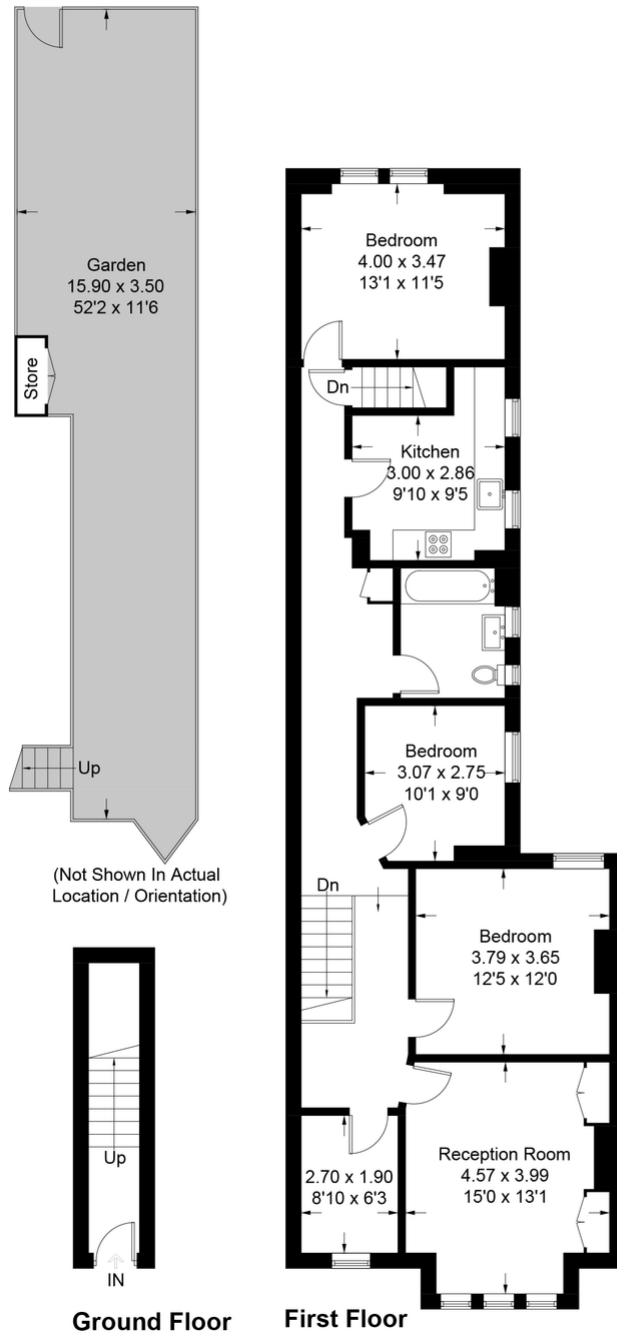 Garden
15.90 x 3.50
52'2 x 11'6
Store
Up
(Not Shown In Actual
Location / Orientation)
Up
IN
Ground Floor
Bedroom
4.00 x 3.47
13'1 x 11'5
Dn
Kitchen
3.00 x 2.86
9'10 x 9'5
Bedroom
3.07 x 2.75
10'1 x 9'0
Dn
Bedroom
3.79 x 3.65
12'5 x 12'0
Reception Room
4.57 x 3.99
15'0 x 13'1
2.70 x 1.90
8'10 x 6'3
First Floor